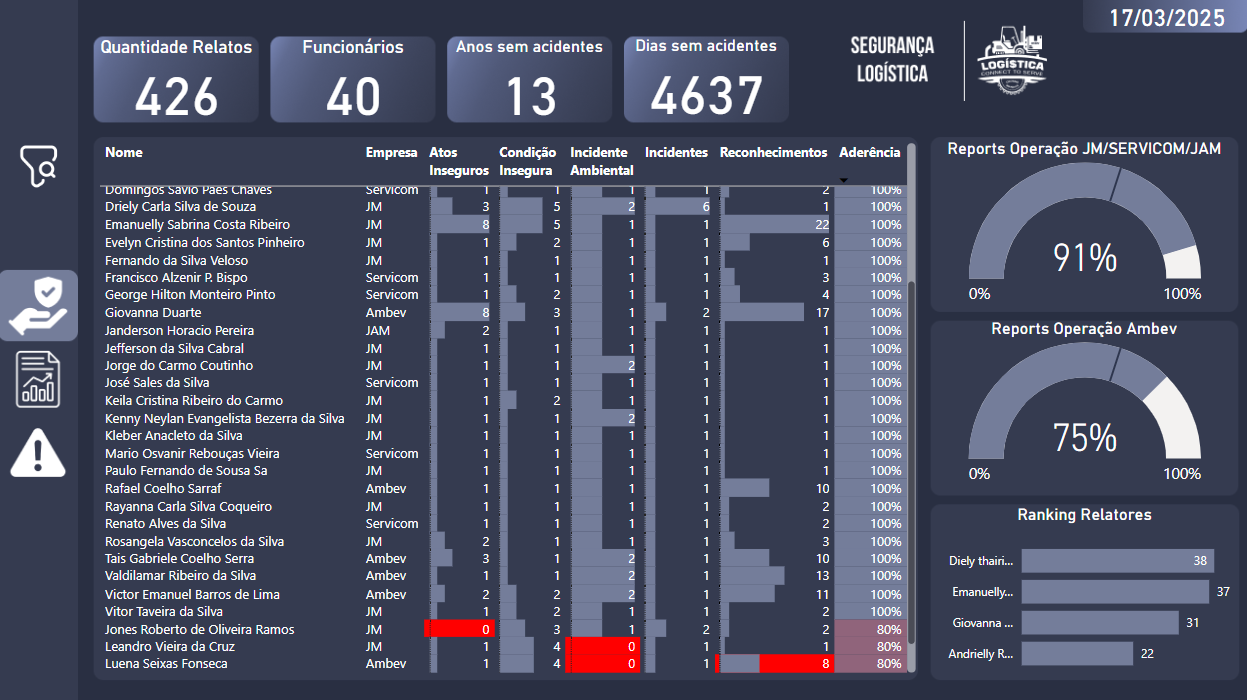 17/03/2025
Quantidade Relatos
426
Funcionários
40
Anos sem acidentes
13
Dias sem acidentes
4637
SEGURANÇA
LOGÍSTICA
LOGÍSTICA
CONNECT TO SERVE
Nome Empresa Atos Inseguros Condição Insegura Incidente Ambiental Incidentes Reconhecimentos Aderência
Domingos Savio Paes Chaves Servicom 1 1 1 1 2 100%
Driely Carla Silva de Souza JM 3 5 2 6 1 100%
Emanuelly Sabrina Costa Ribeiro JM 8 5 1 1 22 100%
Evelyn Cristina dos Santos Pinheiro JM 1 2 1 1 6 100%
Fernando da Silva Veloso JM 1 1 1 1 1 100%
Francisco Alzenir P. Bispo Servicom 1 1 1 1 3 100%
George Hilton Monteiro Pinto Servicom 1 2 1 1 4 100%
Giovanna Duarte Ambev 8 3 1 2 17 100%
Janderson Horacio Pereira JAM 2 1 1 1 1 100%
Jefferson da Silva Cabral JM 1 1 1 1 1 100%
Jorge do Carmo Coutinho JM 1 1 2 1 1 100%
José Sales da Silva Servicom 1 1 1 1 1 100%
Keila Cristina Ribeiro do Carmo JM 1 2 1 1 1 100%
Kenny Neylan Evangelista Bezerra da Silva JM 1 1 2 1 1 100%
Kleber Anacleto da Silva JM 1 1 1 1 1 100%
Mario Osvanir Rebouças Vieira Servicom 1 1 1 1 1 100%
Paulo Fernando de Sousa Sa JM 1 1 1 1 1 100%
Rafael Coelho Sarraf Ambev 1 1 1 1 10 100%
Rayanna Carla Silva Coqueiro JM 1 1 1 1 2 100%
Renato Alves da Silva Servicom 1 1 1 1 2 100%
Rosangela Vasconcelos da Silva JM 2 1 1 1 3 100%
Tais Gabriele Coelho Serra Ambev 3 1 2 1 10 100%
Valdilamar Ribeiro da Silva Ambev 1 1 2 1 13 100%
Victor Emanuel Barros de Lima Ambev 2 2 2 1 11 100%
Vitor Taveira da Silva JM 1 2 1 1 2 100%
Jones Roberto de Oliveira Ramos JM 0 3 1 2 2 80%
Leandro Vieira da Cruz JM 1 4 0 1 1 80%
Luena Seixas Fonseca Ambev 1 4 0 1 8 80%
Reports Operação JM/SERVICOM/JAM
91%
0% 100%
Reports Operação Ambev
75%
0% 100%
Ranking Relatores
Diely thairi... 38
Emanuelly... 37
Giovanna ... 31
Andrielly R... 22